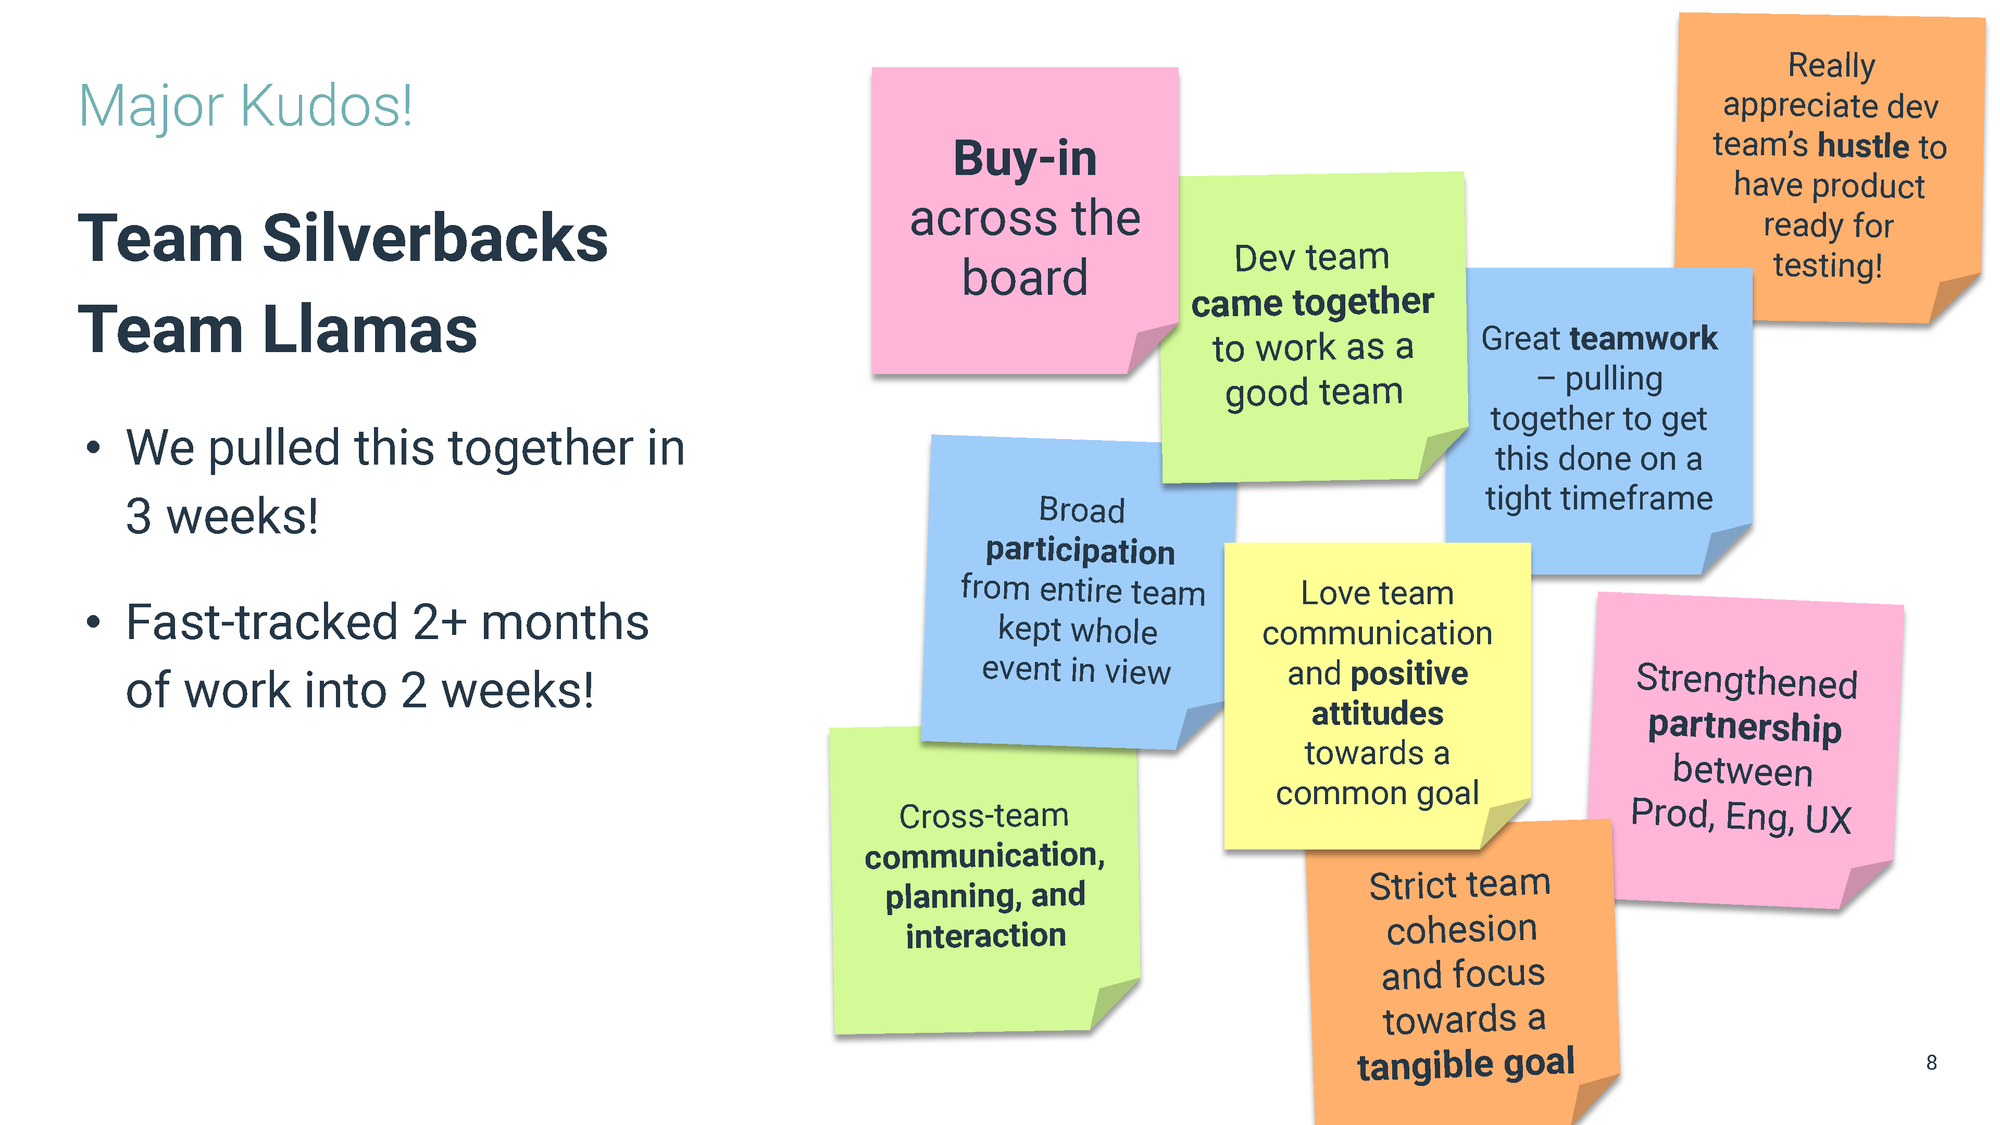 Major Kudos!
Team Silverbacks
Team Llamas
• We pulled this together in
3 weeks!
• Fast-tracked 2+ months
of work into 2 weeks!
Buy-in
across the
board
Dev team
came together
to work as a
good team
Really
appreciate dev
team’s hustle to
have product
ready for
testing!
Great teamwork
– pulling
together to get
this done on a
tight timeframe
Broad
participation
from entire team
kept whole
event in view
Love team
communication
and positive
attitudes
towards a
common goal
Strengthened
partnership
between
Prod, Eng, UX
Cross-team
communication,
planning, and
interaction
Strict team
cohesion
and focus
towards a
tangible goal
8